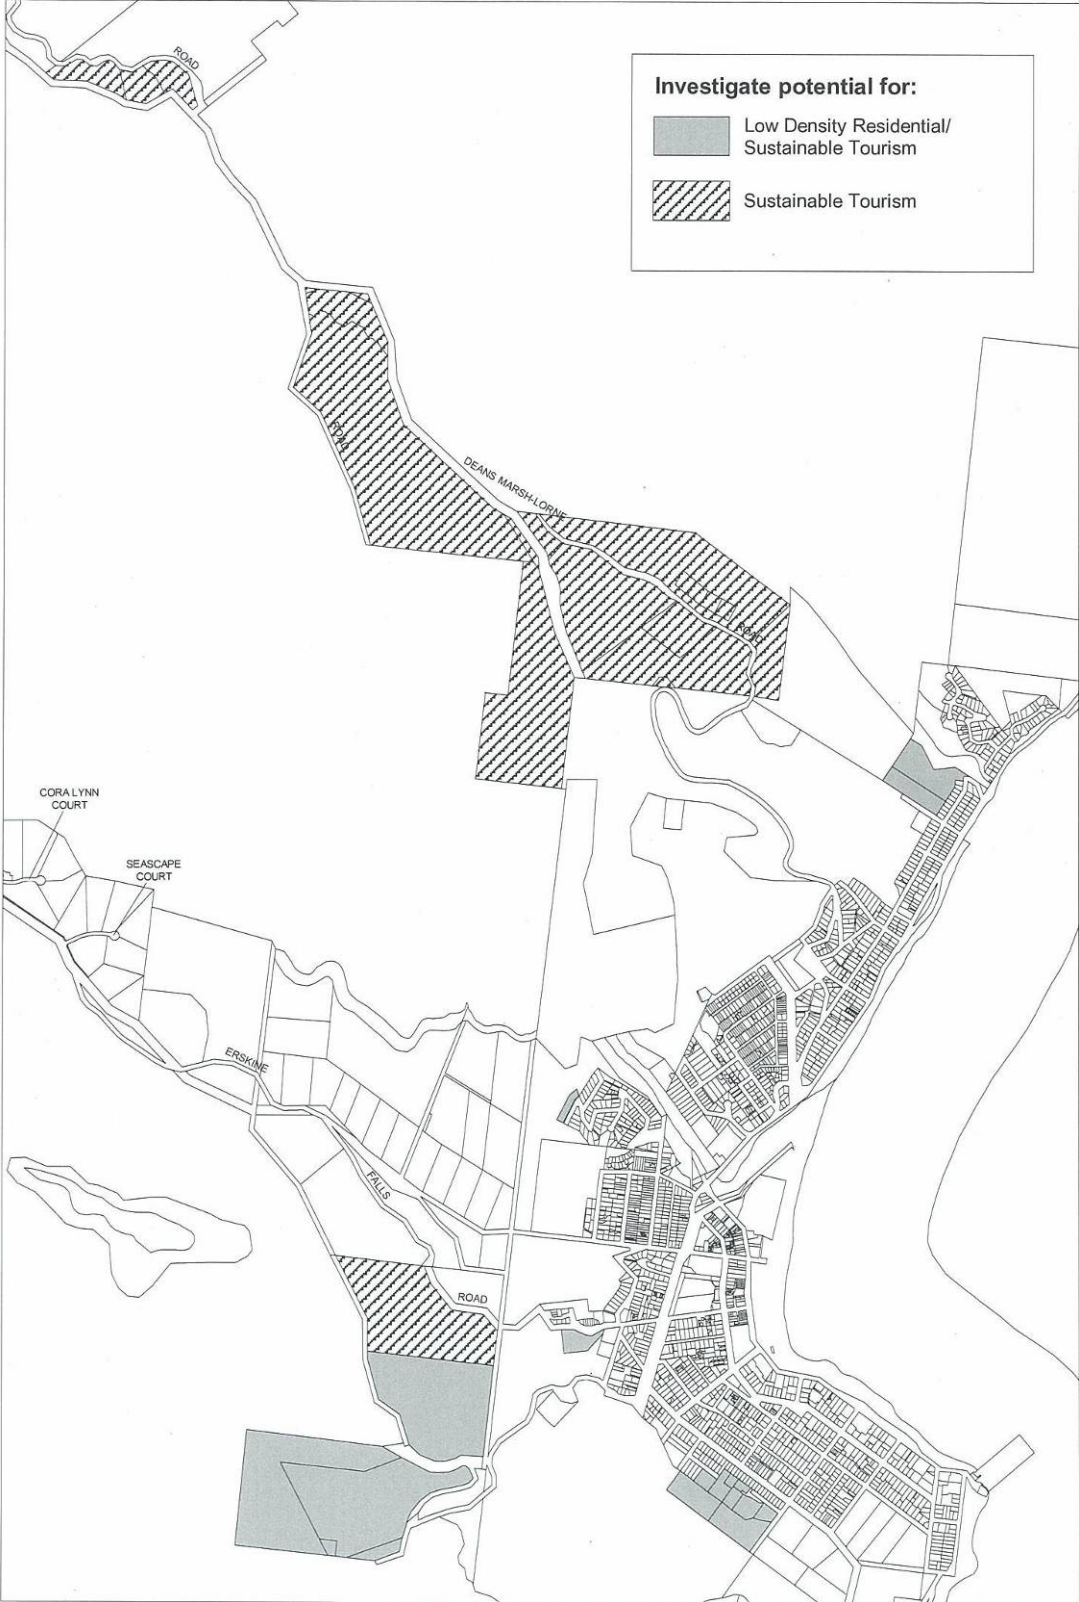 ROAD
Investigate potential for:
Low Density Residential/
Sustainable Tourism
Sustainable Tourism
ROAD
DEANS MARSH-LORNE
ROAD
CORA LYNN
COURT
SEASCAPE
COURT
ERSKINE
FALLS
ROAD